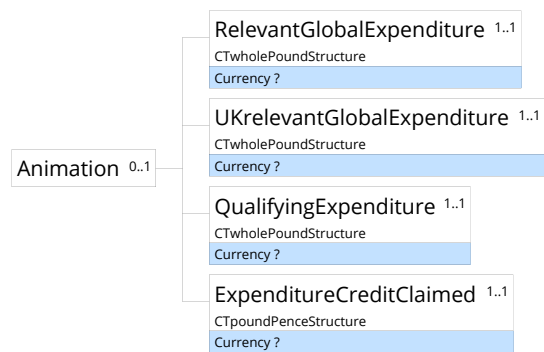 RelevantGlobalExpenditure 1..1
CTwholePoundStructure
Currency ?
UKrelevantGlobalExpenditure 1..1
CTwholePoundStructure
Currency ?
Animation 0..1
QualifyingExpenditure 1..1
CTwholePoundStructure
Currency ?
ExpenditureCreditClaimed 1..1
CTpoundPenceStructure
Currency ?